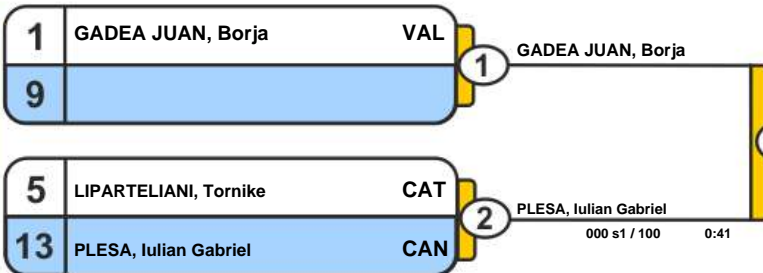 1 GADEA JUAN, Borja VAL
9
1
GADEA JUAN, Borja
5 LIPARTELIANI, Tornike CAT
13 PLESA, Iulian Gabriel CAN
2
PLESA, Iulian Gabriel
000 s1 / 100 0:41